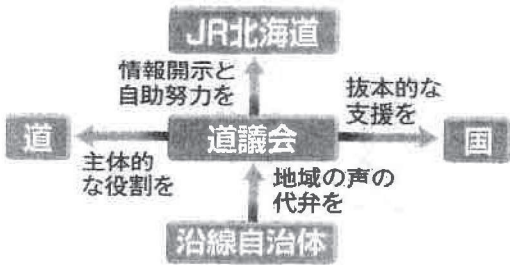 JR北海道
情報開示と
自助努力を
抜本的な
支援を
道
道議会
国
主体的
な役割を
地域の声の
代弁を
沿線自治体